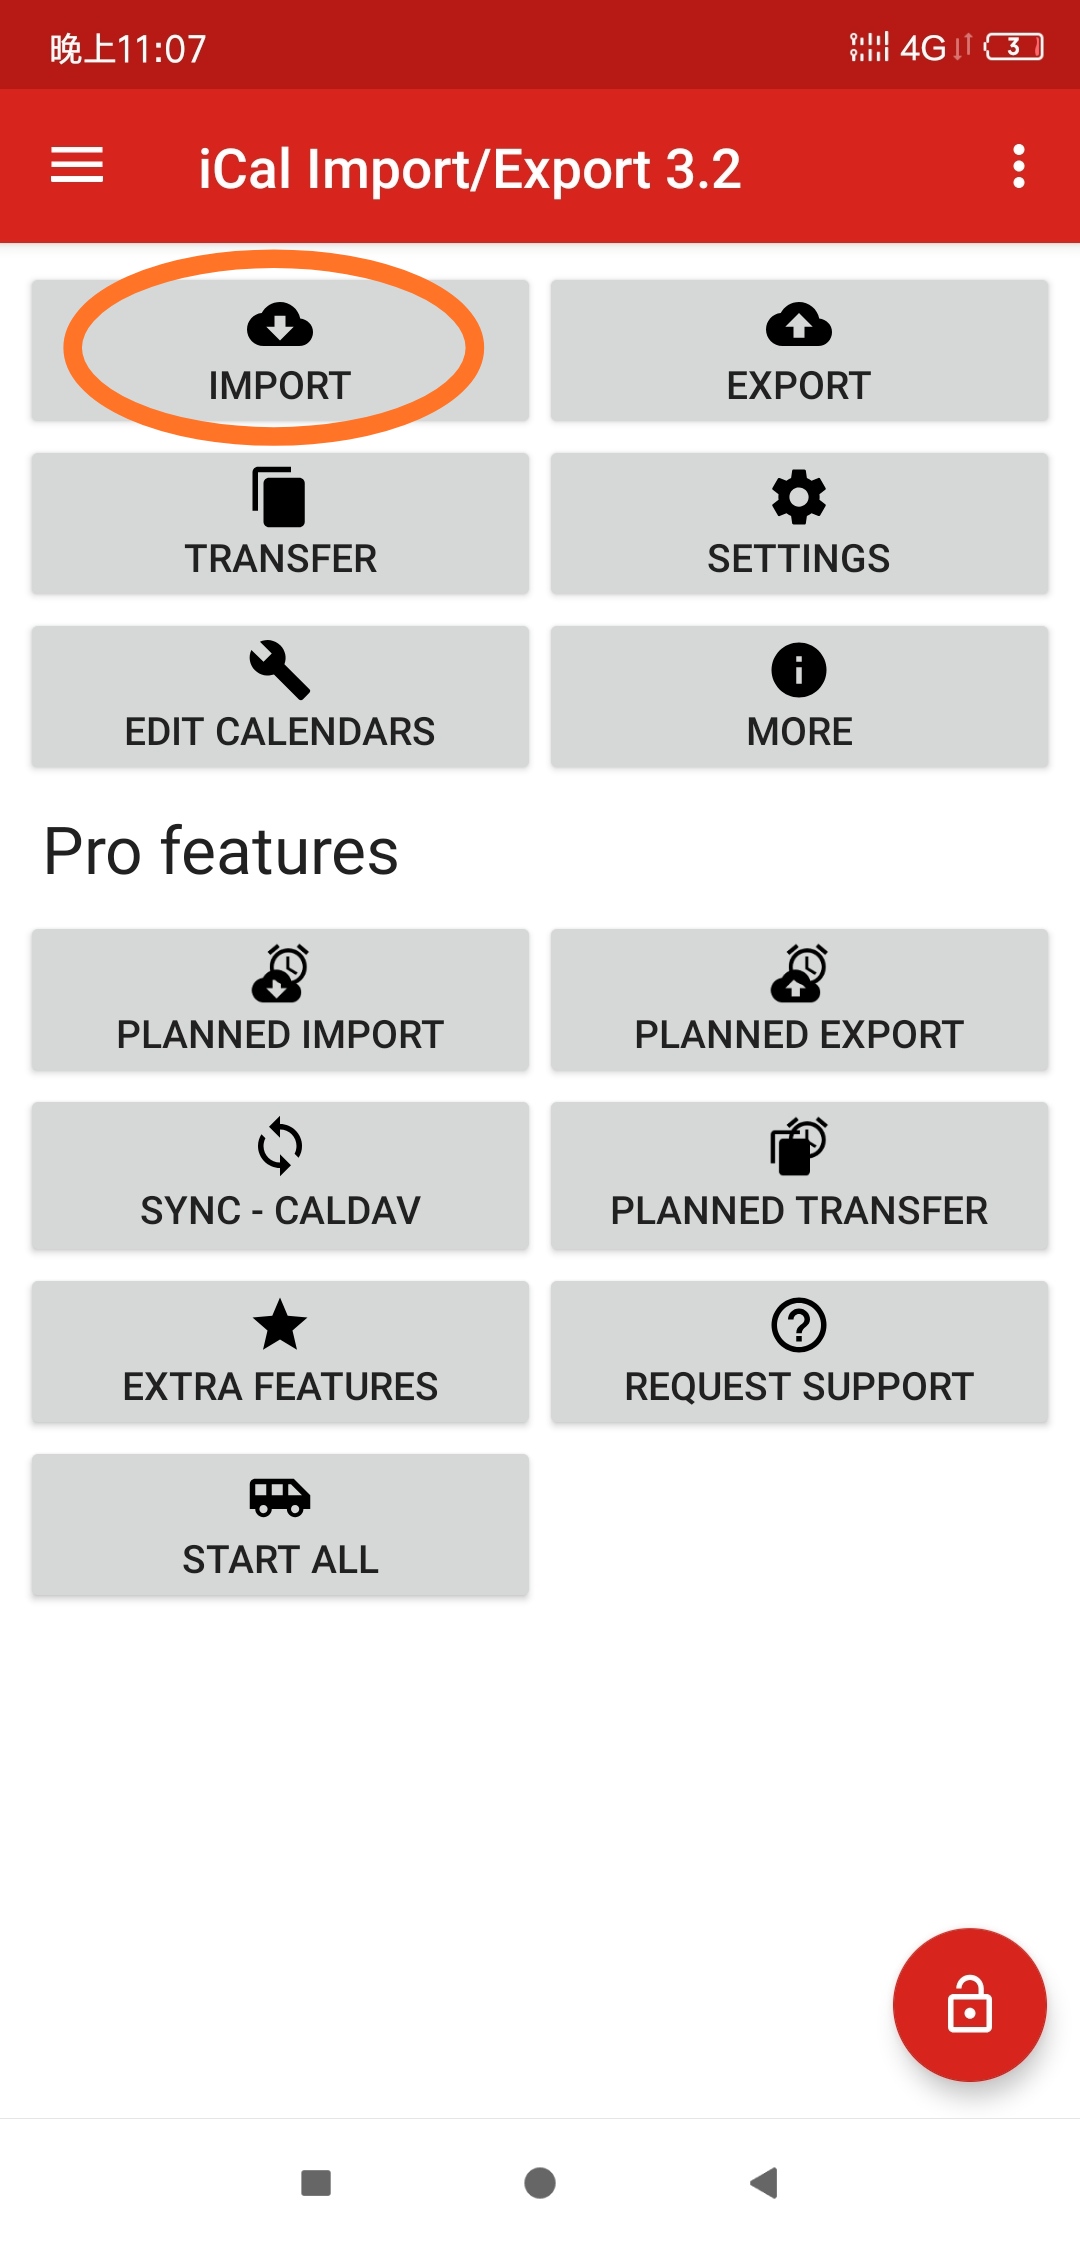 晚上11:07
4G
3
iCal Import/Export 3.2
IMPORT
EXPORT
TRANSFER
SETTINGS
EDIT CALENDARS
MORE
Pro features
PLANNED IMPORT
PLANNED EXPORT
SYNC - CALDAV
PLANNED TRANSFER
EXTRA FEATURES
REQUEST SUPPORT
START ALL